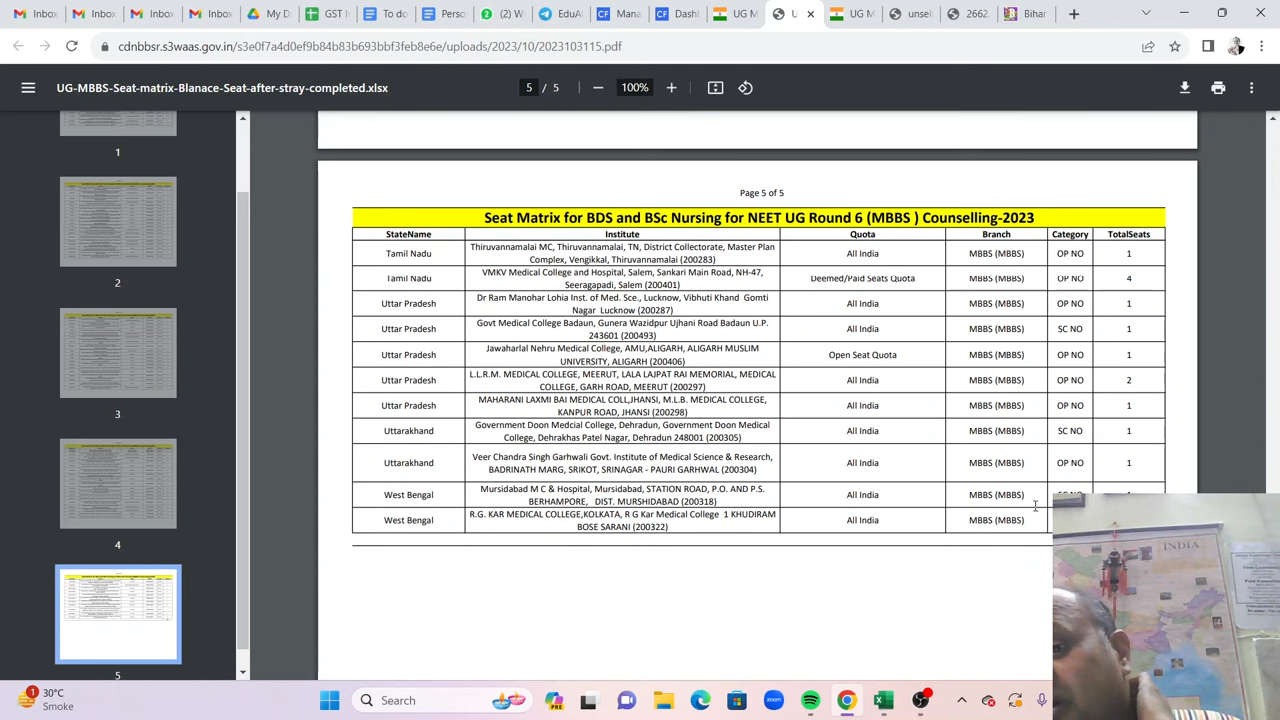 Inbox
Inbo
Inbo
Inbo
My D
GST I
To do
Perso
(2) W
EduA
Mana
Dash
UG M
U
UG M
unsel
2662
Bihar
cdnbbsr.s3waas.gov.in/s3e0f7a4d0ef9b84b83b693bbf3feb8e6e/uploads/2023/10/2023103115.pdf
UG-MBBS-Seat-matrix-Blanace-Seat-after-stray-completed.xlsx
5 / 5
100%
1
2
3
4
5
Page 5 of 5
Seat Matrix for BDS and BSc Nursing for NEET UG Round 6 (MBBS ) Counselling-2023
StateName Institute Quota Branch Category TotalSeats
Tamil Nadu Thiruvannamalai MC, Thiruvannamalai, TN, District Collectorate, Master Plan
Complex, Vengikkal, Thiruvannamalai (200283) All India MBBS (MBBS) OP NO 1
Tamil Nadu VMKV Medical College and Hospital, Salem, Sankari Main Road, NH-47,
Seeragapadi, Salem (200401) Deemed/Paid Seats Quota MBBS (MBBS) OP NO 4
Uttar Pradesh Dr Ram Manohar Lohia Inst. of Med. Sce., Lucknow, Vibhuti Khand Gomti
Nagar Lucknow (200287) All India MBBS (MBBS) OP NO 1
Uttar Pradesh Govt Medical College Badaun, Gunera Wazidpur Ujhani Road Badaun U.P.
243601 (200493) All India MBBS (MBBS) SC NO 1
Uttar Pradesh Jawaharlal Nehru Medical College, AMU,ALIGARH, ALIGARH MUSLIM
UNIVERSITY, ALIGARH (200406) Open Seat Quota MBBS (MBBS) OP NO 1
Uttar Pradesh L.L.R.M. MEDICAL COLLEGE, MEERUT, LALA LAJPAT RAI MEMORIAL, MEDICAL
COLLEGE, GARH ROAD, MEERUT (200297) All India MBBS (MBBS) OP NO 2
Uttar Pradesh MAHARANI LAXMI BAI MEDICAL COLL,JHANSI, M.L.B. MEDICAL COLLEGE,
KANPUR ROAD, JHANSI (200298) All India MBBS (MBBS) OP NO 1
Uttarakhand Government Doon Medcial College, Dehradun, Government Doon Medical
College, Dehrakhas Patel Nagar, Dehradun 248001 (200305) All India MBBS (MBBS) SC NO 1
Uttarakhand Veer Chandra Singh Garhwali Govt. Institute of Medical Science & Research,
BADRINATH MARG, SRIKOT, SRINAGAR - PAURI GARHWAL (200304) All India MBBS (MBBS) OP NO 1
West Bengal Mursidabad M C & Hospital, Mursidabad, STATION ROAD, P.O. AND P.S.
BERHAMPORE, DIST. MURSHIDABAD (200318) All India MBBS (MBBS)
West Bengal R.G. KAR MEDICAL COLLEGE,KOLKATA, R G Kar Medical College 1 KHUDIRAM
BOSE SARANI (200322) All India MBBS (MBBS)
INDIA
1
30°C
Smoke
Search
zoom